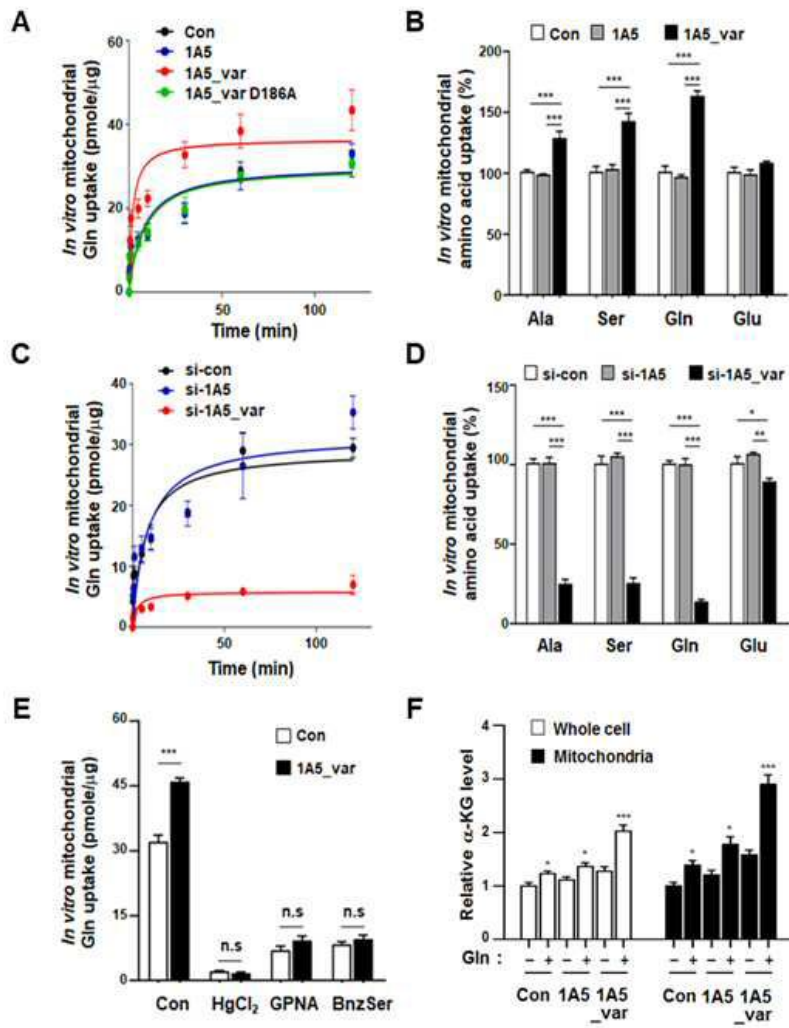 A
Con
1A5
1A5_var
1A5_var D186A
In vitro mitochondrial
Gln uptake (pmole/μg)
60
40
20
0
50
100
Time (min)
B
Con
1A5
1A5_var
In vitro mitochondrial
amino acid uptake (%)
200
150
100
50
0
***
***
***
***
***
***
Ala
Ser
Gln
Glu
C
si-con
si-1A5
si-1A5_var
In vitro mitochondrial
Gln uptake (pmole/μg)
40
30
20
10
0
50
100
Time (min)
D
si-con
si-1A5
si-1A5_var
In vitro mitochondrial
amino acid uptake (%)
150
100
50
0
***
***
***
***
***
***
*
**
Ala
Ser
Gln
Glu
E
Con
1A5_var
In vitro mitochondrial
Gln uptake (pmole/μg)
60
45
30
15
0
***
n.s
n.s
n.s
Con
HgCl₂
GPNA
BnzSer
F
Whole cell
Mitochondria
Relative α-KG level
4
3
2
1
0
*
*
***
*
*
***
Gln : − + − + − + − + − + − +
Con 1A5 1A5 Con 1A5 1A5
_var _var